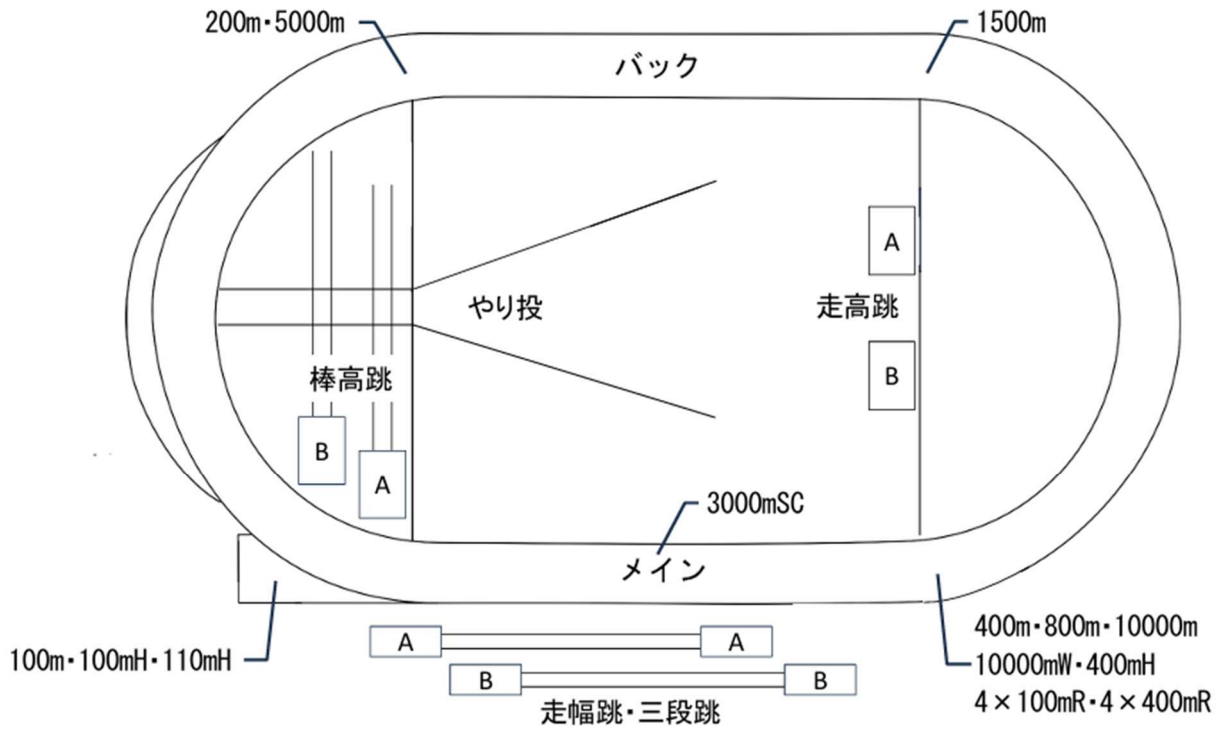 200m・5000m
1500m
バック
A
やり投
走高跳
B
棒高跳
B
A
3000mSC
メイン
100m・100mH・110mH
400m・800m・10000m
10000mW・400mH
4×100mR・4×400mR
A
A
B
B
走幅跳・三段跳